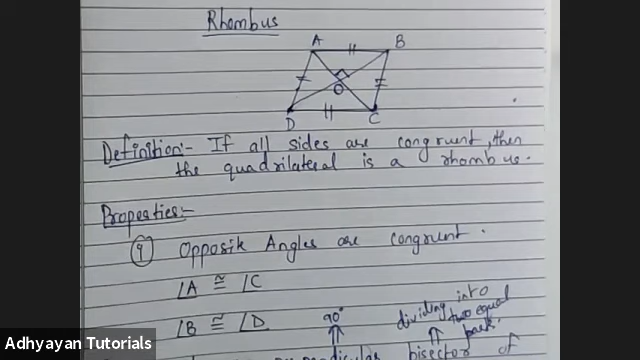 Rhombus
A
B
O
D
C
Definition:- If all sides are congruent, then
the quadrilateral is a rhombus.
Properties:-
Opposite Angles are congruent.
∠A ≅ ∠C
∠B ≅ ∠D
90°
dividing into
two equal
parts.
perpendicular bisector of
Adhyayan Tutorials